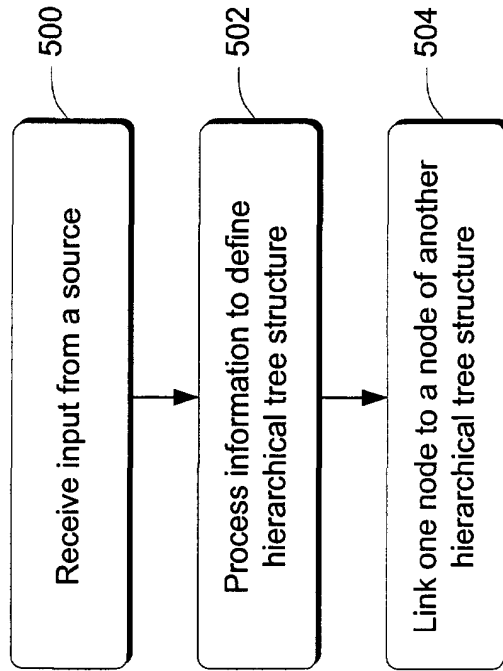 Receive input from a source
500
Process information to define
hierarchical tree structure
502
Link one node to a node of another
hierarchical tree structure
504